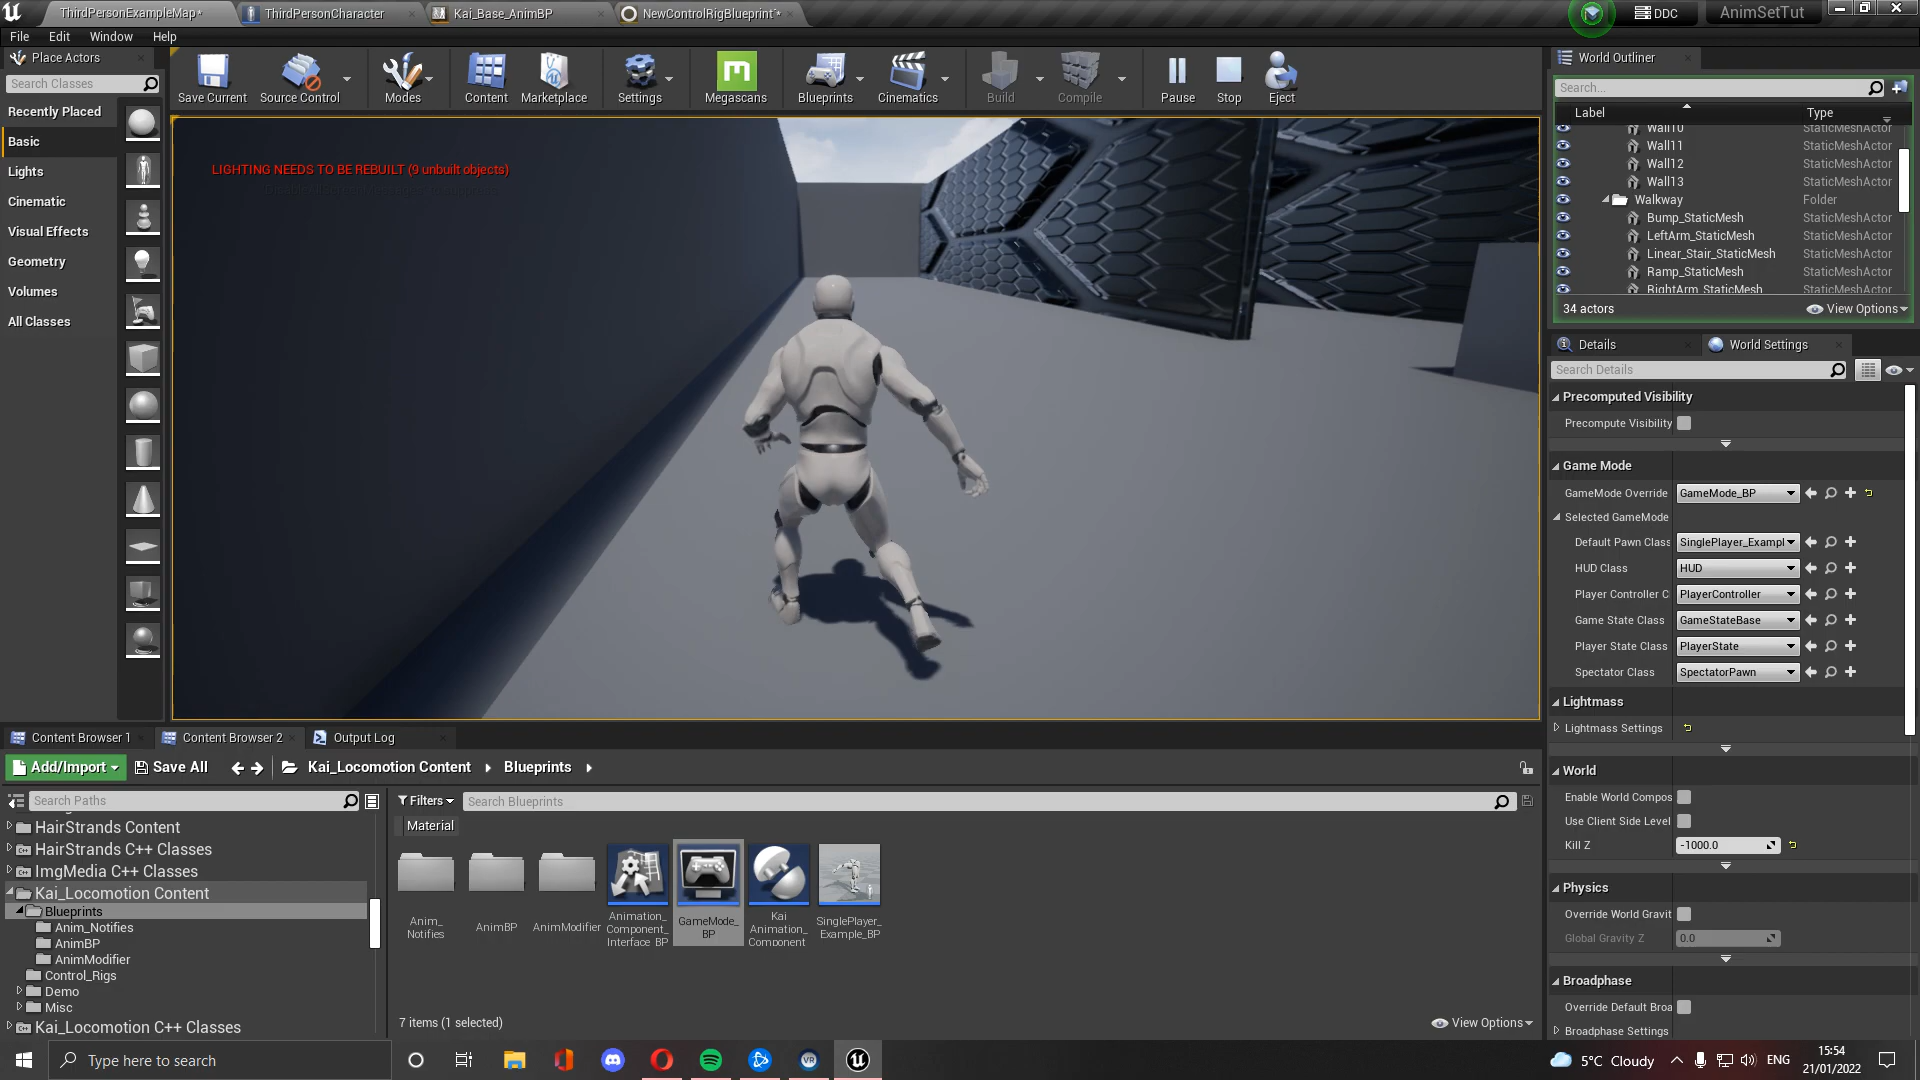 ThirdPersonExampleMap*
ThirdPersonCharacter
Kai_Base_AnimBP
NewControlRigBlueprint*
DDC
AnimSetTut
File Edit Window Help
Place Actors
Search Classes
Recently Placed
Basic
Lights
Cinematic
Visual Effects
Geometry
Volumes
All Classes
Save Current
Source Control
Modes
Content
Marketplace
Settings
Megascans
Blueprints
Cinematics
Build
Compile
Pause
Stop
Eject
LIGHTING NEEDS TO BE REBUILT (9 unbuilt objects)
World Outliner
Search...
Label Type
Wall10 StaticMeshActor
Wall11 StaticMeshActor
Wall12 StaticMeshActor
Wall13 StaticMeshActor
Walkway Folder
Bump_StaticMesh StaticMeshActor
LeftArm_StaticMesh StaticMeshActor
Linear_Stair_StaticMesh StaticMeshActor
Ramp_StaticMesh StaticMeshActor
RightArm_StaticMesh StaticMeshActor
34 actors
View Options
Details
World Settings
Search Details
Precomputed Visibility
Precompute Visibility
Game Mode
GameMode Override GameMode_BP
Selected GameMode
Default Pawn Class SinglePlayer_Exampl
HUD Class HUD
Player Controller C PlayerController
Game State Class GameStateBase
Player State Class PlayerState
Spectator Class SpectatorPawn
Lightmass
Lightmass Settings
World
Enable World Compos
Use Client Side Level
Kill Z -1000.0
Physics
Override World Gravit
Global Gravity Z 0.0
Broadphase
Override Default Broa
Broadphase Settings
Content Browser 1
Content Browser 2
Output Log
Add/Import
Save All
Kai_Locomotion Content
Blueprints
Search Paths
Filters
Search Blueprints
Material
HairStrands Content
HairStrands C++ Classes
ImgMedia C++ Classes
Kai_Locomotion Content
Blueprints
Anim_Notifies
AnimBP
AnimModifier
Control_Rigs
Demo
Misc
Kai_Locomotion C++ Classes
Anim_
Notifies
AnimBP
AnimModifier
Animation_
Component_
Interface_BP
GameMode_
BP
Kai
Animation_
Component
SinglePlayer_
Example_BP
7 items (1 selected)
View Options
Type here to search
5°C Cloudy
ENG
15:54
21/01/2022